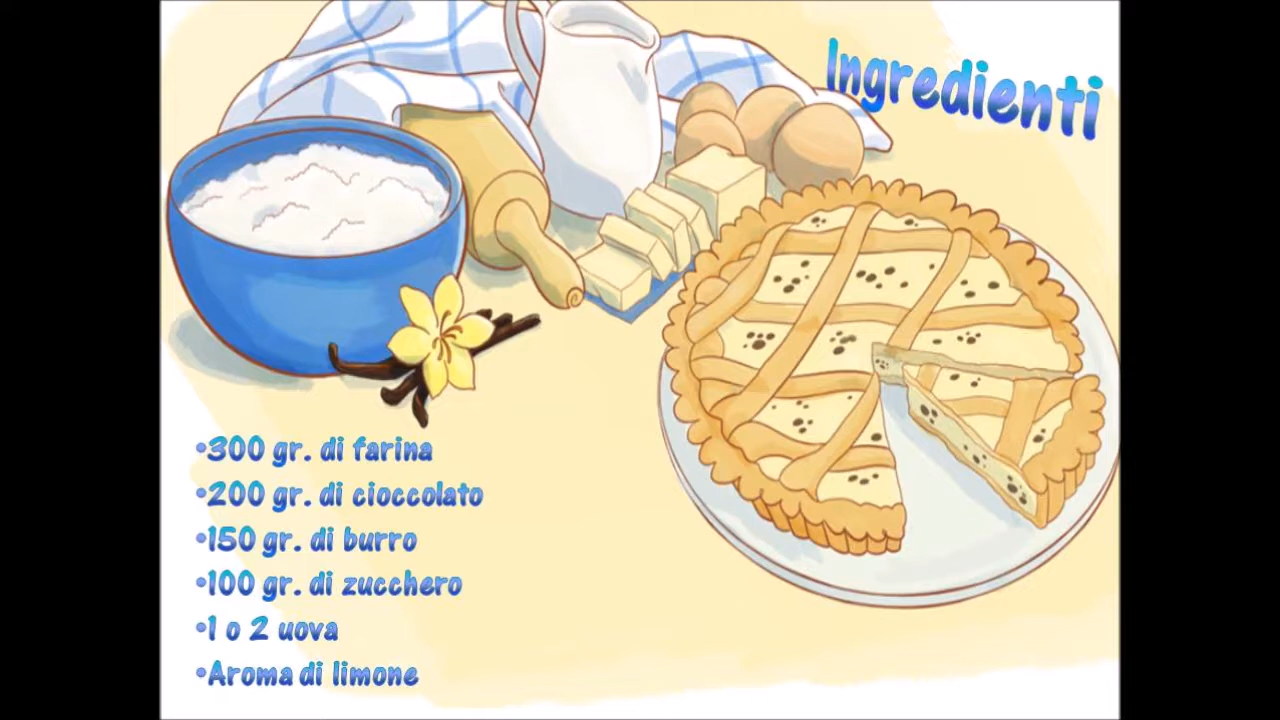 Ingredienti
•300 gr. di farina
•200 gr. di cioccolato
•150 gr. di burro
•100 gr. di zucchero
•1 o 2 uova
•Aroma di limone